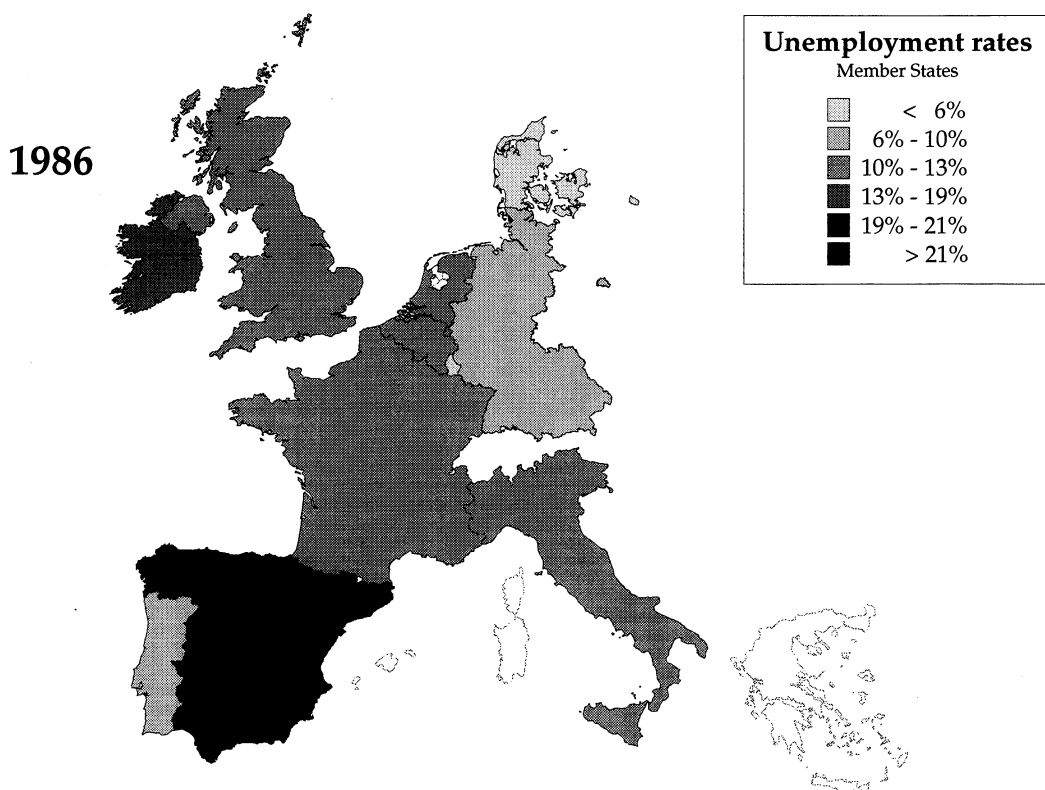 1986
Unemployment rates
Member States
< 6%
6% - 10%
10% - 13%
13% - 19%
19% - 21%
> 21%